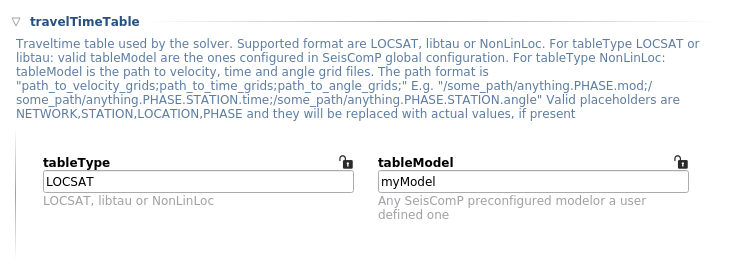 travelTimeTable
Traveltime table used by the solver. Supported format are LOCSAT, libtau or NonLinLoc. For tableType LOCSAT or
libtau: valid tableModel are the ones configured in SeisComP global configuration. For tableType NonLinLoc:
tableModel is the path to velocity, time and angle grid files. The path format is
"path_to_velocity_grids;path_to_time_grids;path_to_angle_grids;" E.g. "/some_path/anything.PHASE.mod;/
some_path/anything.PHASE.STATION.time;/some_path/anything.PHASE.STATION.angle" Valid placeholders are
NETWORK,STATION,LOCATION,PHASE and they will be replaced with actual values, if present
tableType
LOCSAT
LOCSAT, libtau or NonLinLoc
tableModel
myModel
Any SeisComP preconfigured modelor a user
defined one